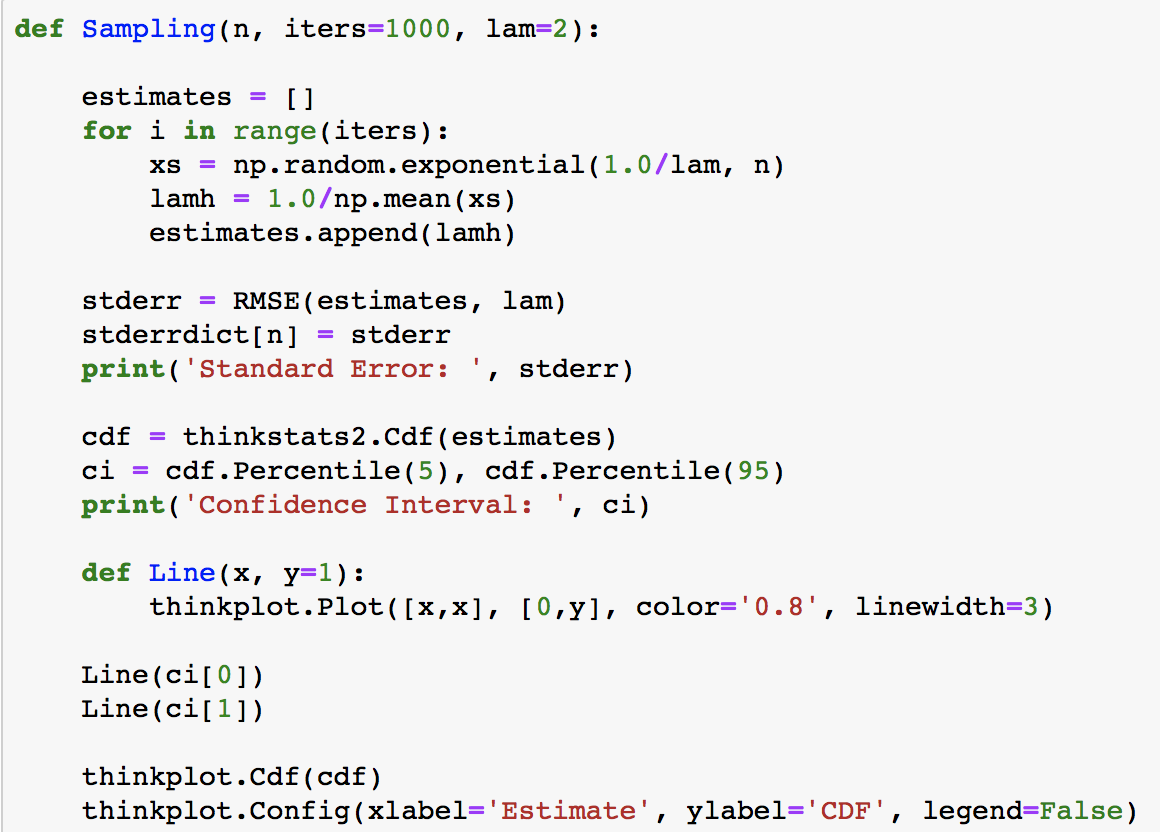 def Sampling(n, iters=1000, lam=2):
    estimates = []
    for i in range(iters):
        xs = np.random.exponential(1.0/lam, n)
        lamh = 1.0/np.mean(xs)
        estimates.append(lamh)
    stderr = RMSE(estimates, lam)
    stderrdict[n] = stderr
    print('Standard Error: ', stderr)
    cdf = thinkstats2.Cdf(estimates)
    ci = cdf.Percentile(5), cdf.Percentile(95)
    print('Confidence Interval: ', ci)
    def Line(x, y=1):
        thinkplot.Plot([x,x], [0,y], color='0.8', linewidth=3)
    Line(ci[0])
    Line(ci[1])
    thinkplot.Cdf(cdf)
    thinkplot.Config(xlabel='Estimate', ylabel='CDF', legend=False)